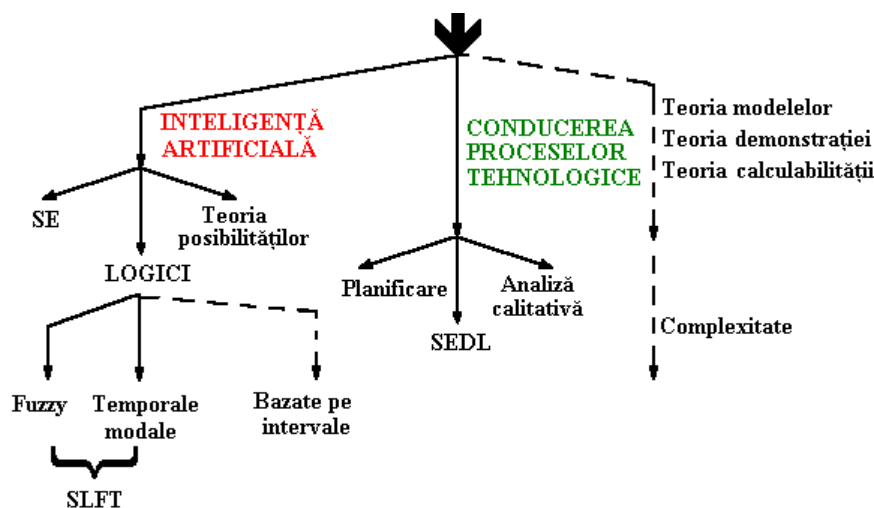 INTELIGENȚĂ
ARTIFICIALĂ
CONDUCEREA
PROCESELOR
TEHNOLOGICE
Teoria modelelor
Teoria demonstrației
Teoria calculabilității
SE
Teoria
posibilităților
LOGICI
Planificare
Analiză
calitativă
SEDL
Complexitate
Fuzzy
Temporale
modale
Bazate pe
intervale
SLFT